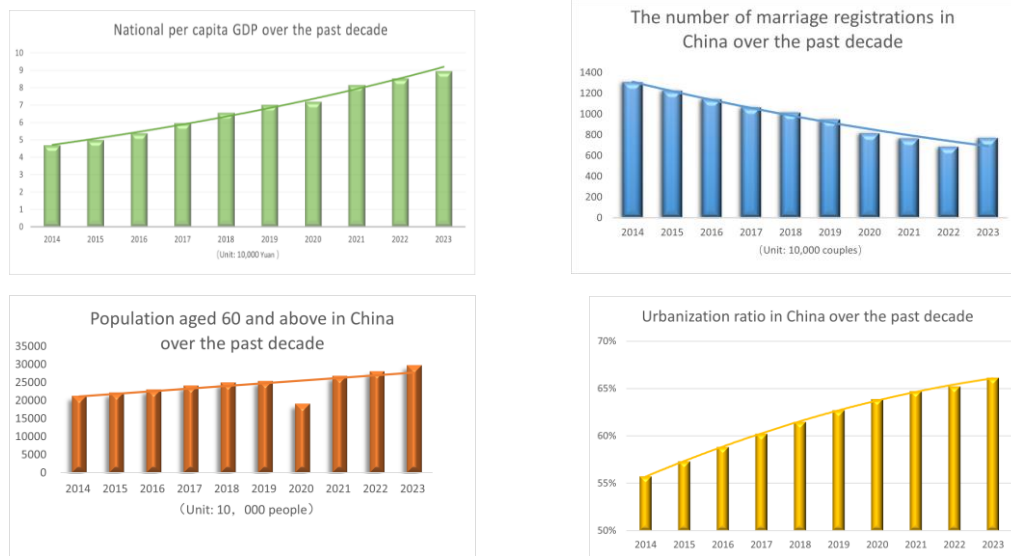 National per capita GDP over the past decade
10
9
8
7
6
5
4
3
2
1
0
2014 2015 2016 2017 2018 2019 2020 2021 2022 2023
(Unit: 10,000 Yuan )
The number of marriage registrations in
China over the past decade
1400
1200
1000
800
600
400
200
0
2014 2015 2016 2017 2018 2019 2020 2021 2022 2023
(Unit: 10,000 couples)
Population aged 60 and above in China
over the past decade
35000
30000
25000
20000
15000
10000
5000
0
2014 2015 2016 2017 2018 2019 2020 2021 2022 2023
（Unit: 10，000 people）
Urbanization ratio in China over the past decade
70%
65%
60%
55%
50%
2014 2015 2016 2017 2018 2019 2020 2021 2022 2023